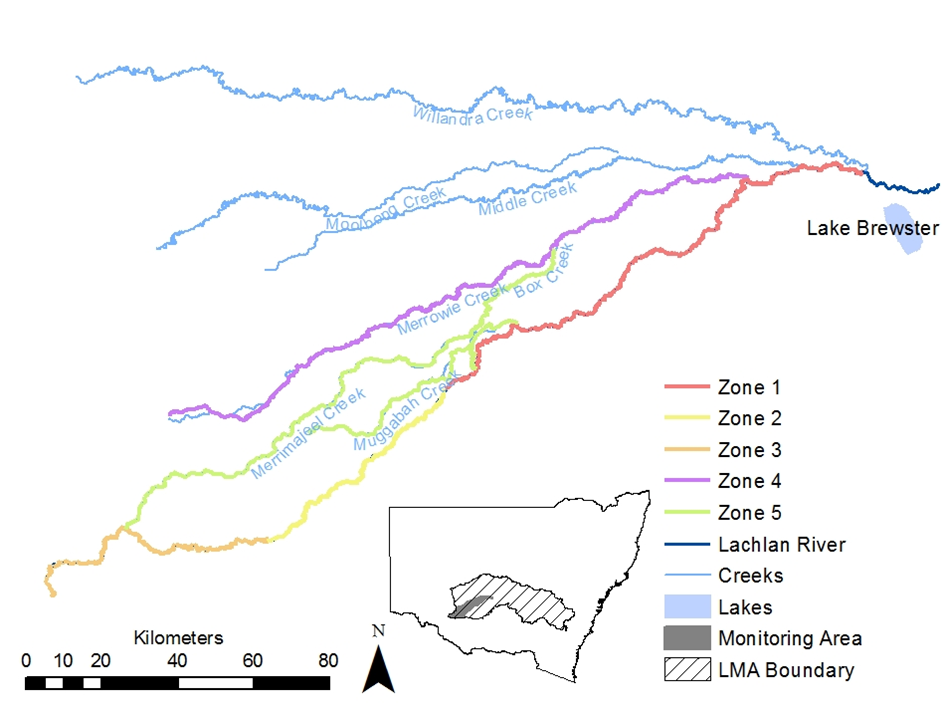 Willandra Creek
Moolbong Creek
Middle Creek
Lake Brewster
Box Creek
Merrowie Creek
Merrimajeel Creek
Muggabah Creek
Zone 1
Zone 2
Zone 3
Zone 4
Zone 5
Lachlan River
Creeks
Lakes
Monitoring Area
LMA Boundary
Kilometers
0 10 20 40 60 80
N